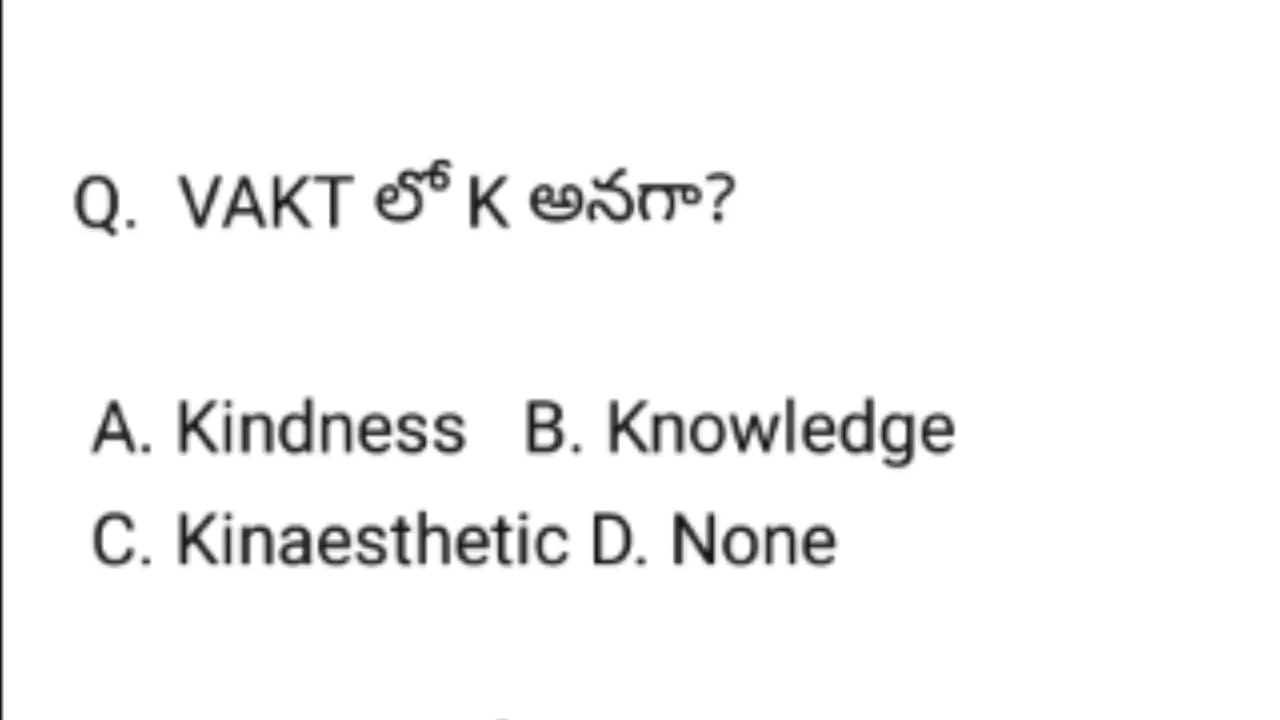 Q. VAKT లో K అనగా?
A. Kindness B. Knowledge
C. Kinaesthetic D. None